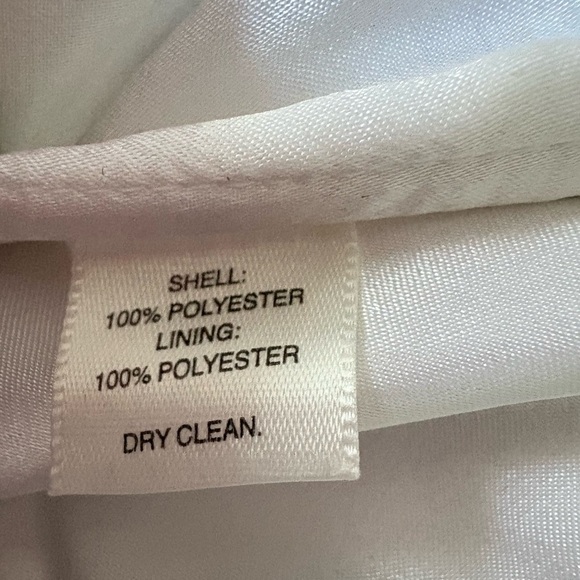 SHELL:
100% POLYESTER
LINING:
100% POLYESTER
DRY CLEAN.